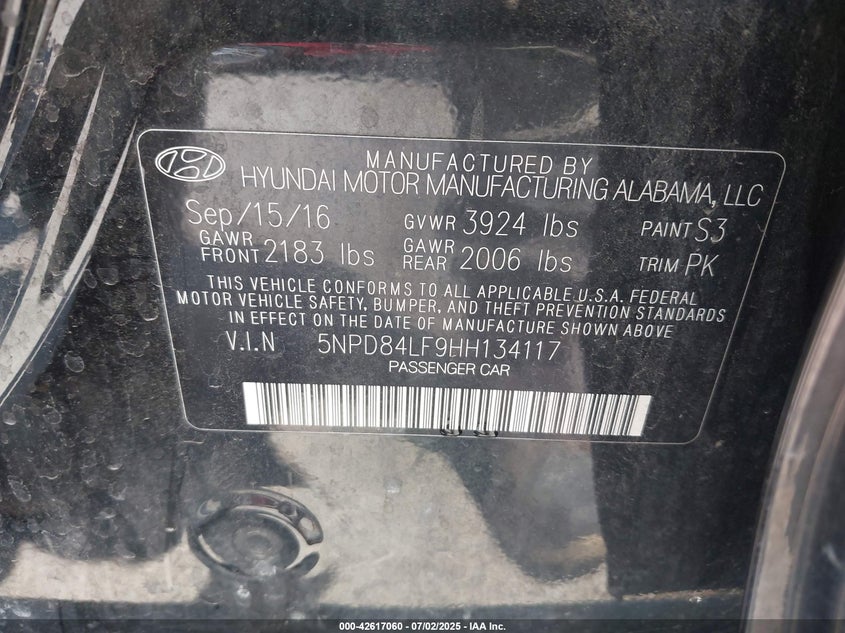 MANUFACTURED BY
HYUNDAI MOTOR MANUFACTURING ALABAMA, LLC
Sep/15/16 GVWR 3924 lbs PAINT S3
GAWR FRONT 2183 lbs GAWR REAR 2006 lbs TRIM PK
THIS VEHICLE CONFORMS TO ALL APPLICABLE U.S.A. FEDERAL
MOTOR VEHICLE SAFETY, BUMPER, AND THEFT PREVENTION STANDARDS
IN EFFECT ON THE DATE OF MANUFACTURE SHOWN ABOVE
V.I.N 5NPD84LF9HH134117
PASSENGER CAR
000-42617060 - 07/02/2025 - IAA Inc.